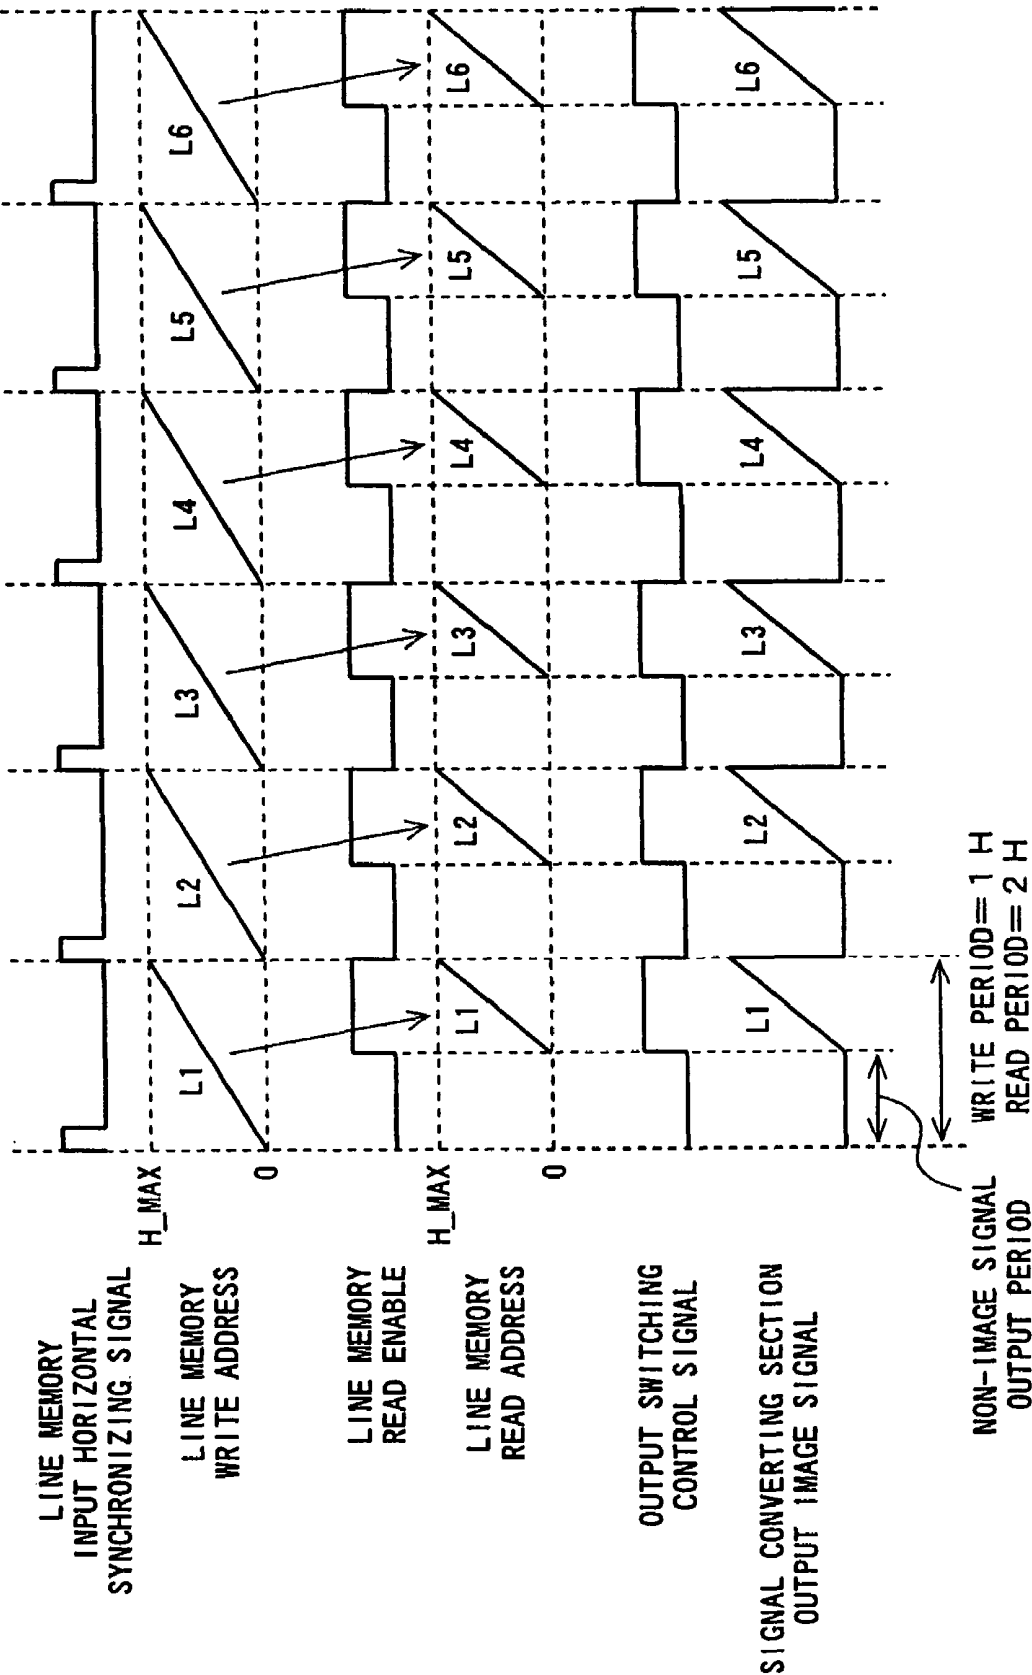 LINE MEMORY
INPUT HORIZONTAL
SYNCHRONIZING SIGNAL
H_MAX
LINE MEMORY
WRITE ADDRESS
0
L1
L2
L3
L4
L5
L6
LINE MEMORY
READ ENABLE
H_MAX
LINE MEMORY
READ ADDRESS
0
L1
L2
L3
L4
L5
L6
OUTPUT SWITCHING
CONTROL SIGNAL
SIGNAL CONVERTING SECTION
OUTPUT IMAGE SIGNAL
L1
L2
L3
L4
L5
L6
NON-IMAGE SIGNAL
OUTPUT PERIOD
WRITE PERIOD=1 H
READ PERIOD=2 H